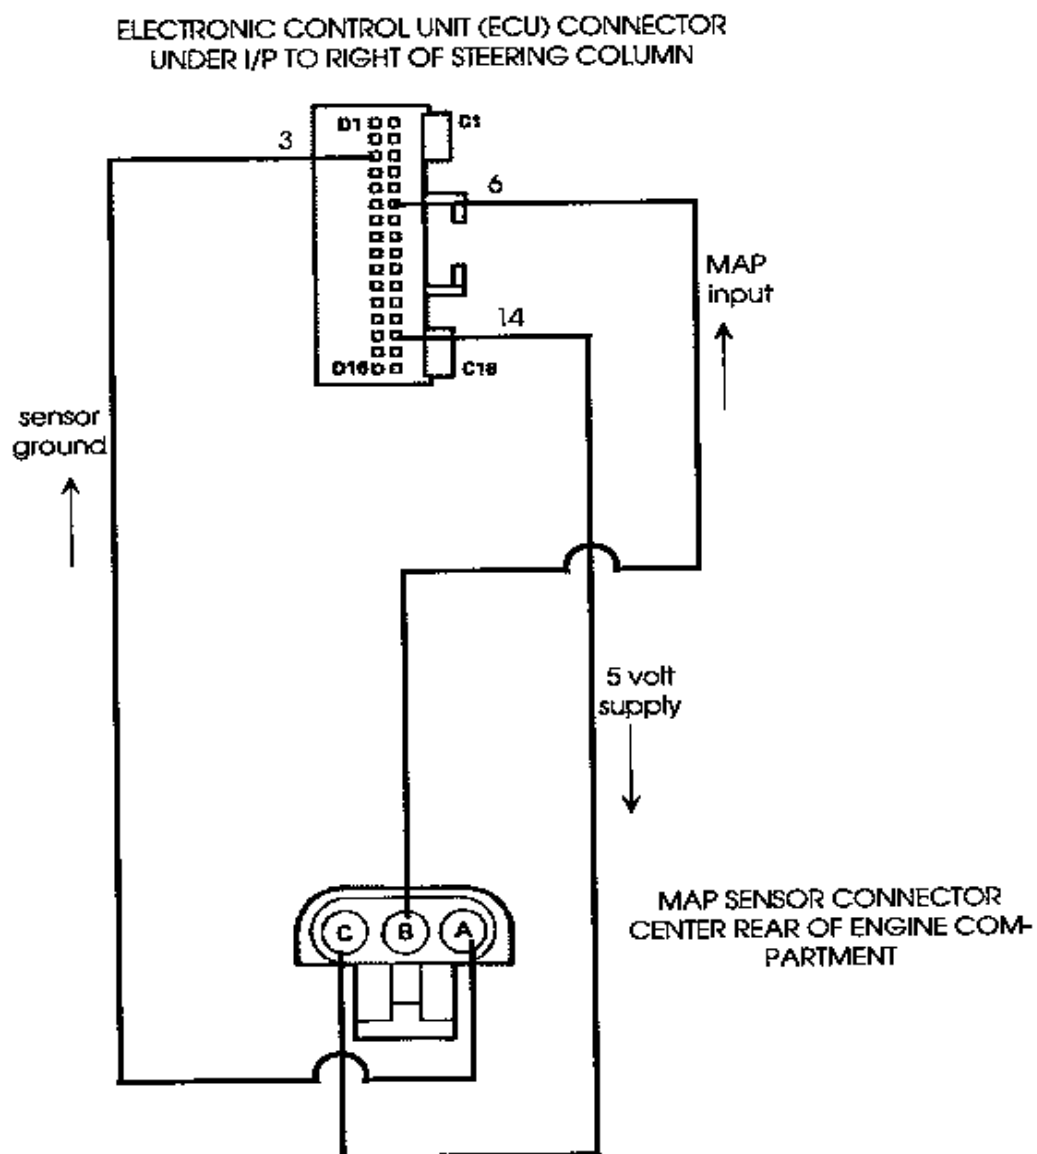 ELECTRONIC CONTROL UNIT (ECU) CONNECTOR
UNDER I/P TO RIGHT OF STEERING COLUMN
D1
C1
3
6
MAP
input
14
D16
C16
sensor
ground
5 volt
supply
C
B
A
MAP SENSOR CONNECTOR
CENTER REAR OF ENGINE COM-
PARTMENT